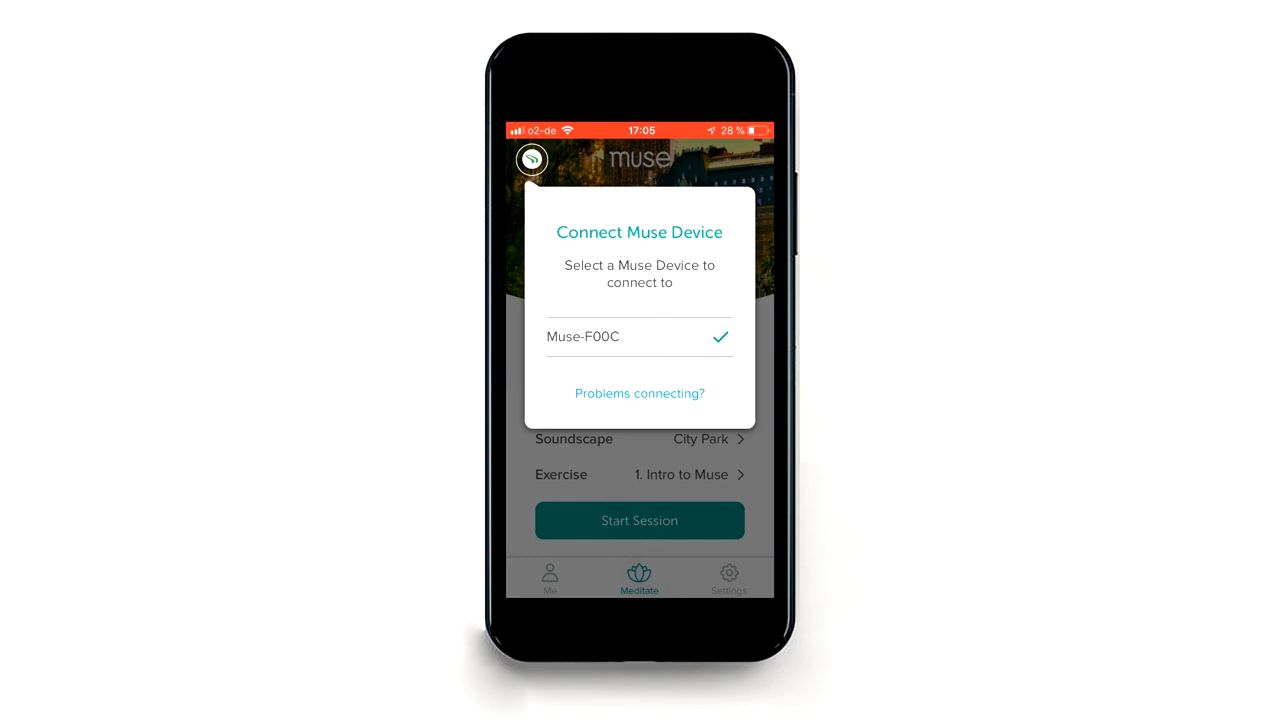 o2-de 17:05 28 %
muse
Connect Muse Device
Select a Muse Device to
connect to
Muse-F00C
Problems connecting?
Soundscape City Park
Exercise 1. Intro to Muse
Start Session
Me Meditate Settings